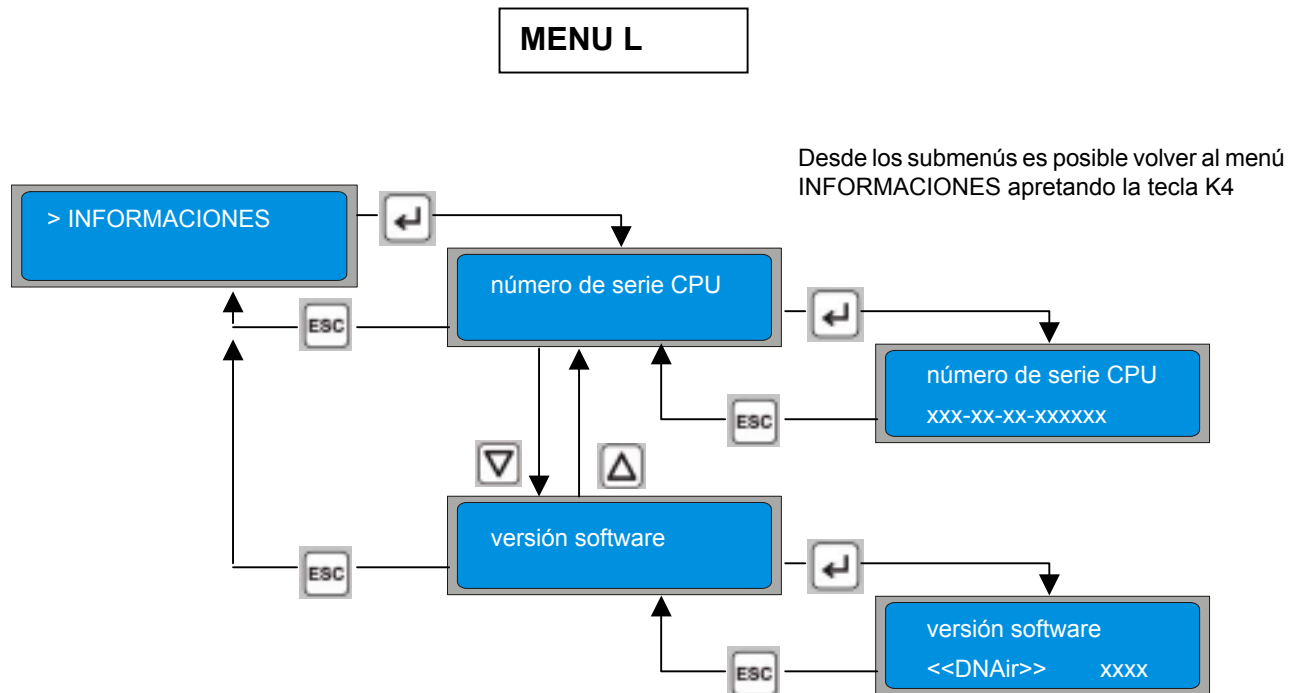 MENU L
Desde los submenús es posible volver al menú
INFORMACIONES apretando la tecla K4
> INFORMACIONES
número de serie CPU
ESC
número de serie CPU
xxx-xx-xx-xxxxxx
ESC
versión software
ESC
versión software
<<DNAir>> xxxx
ESC